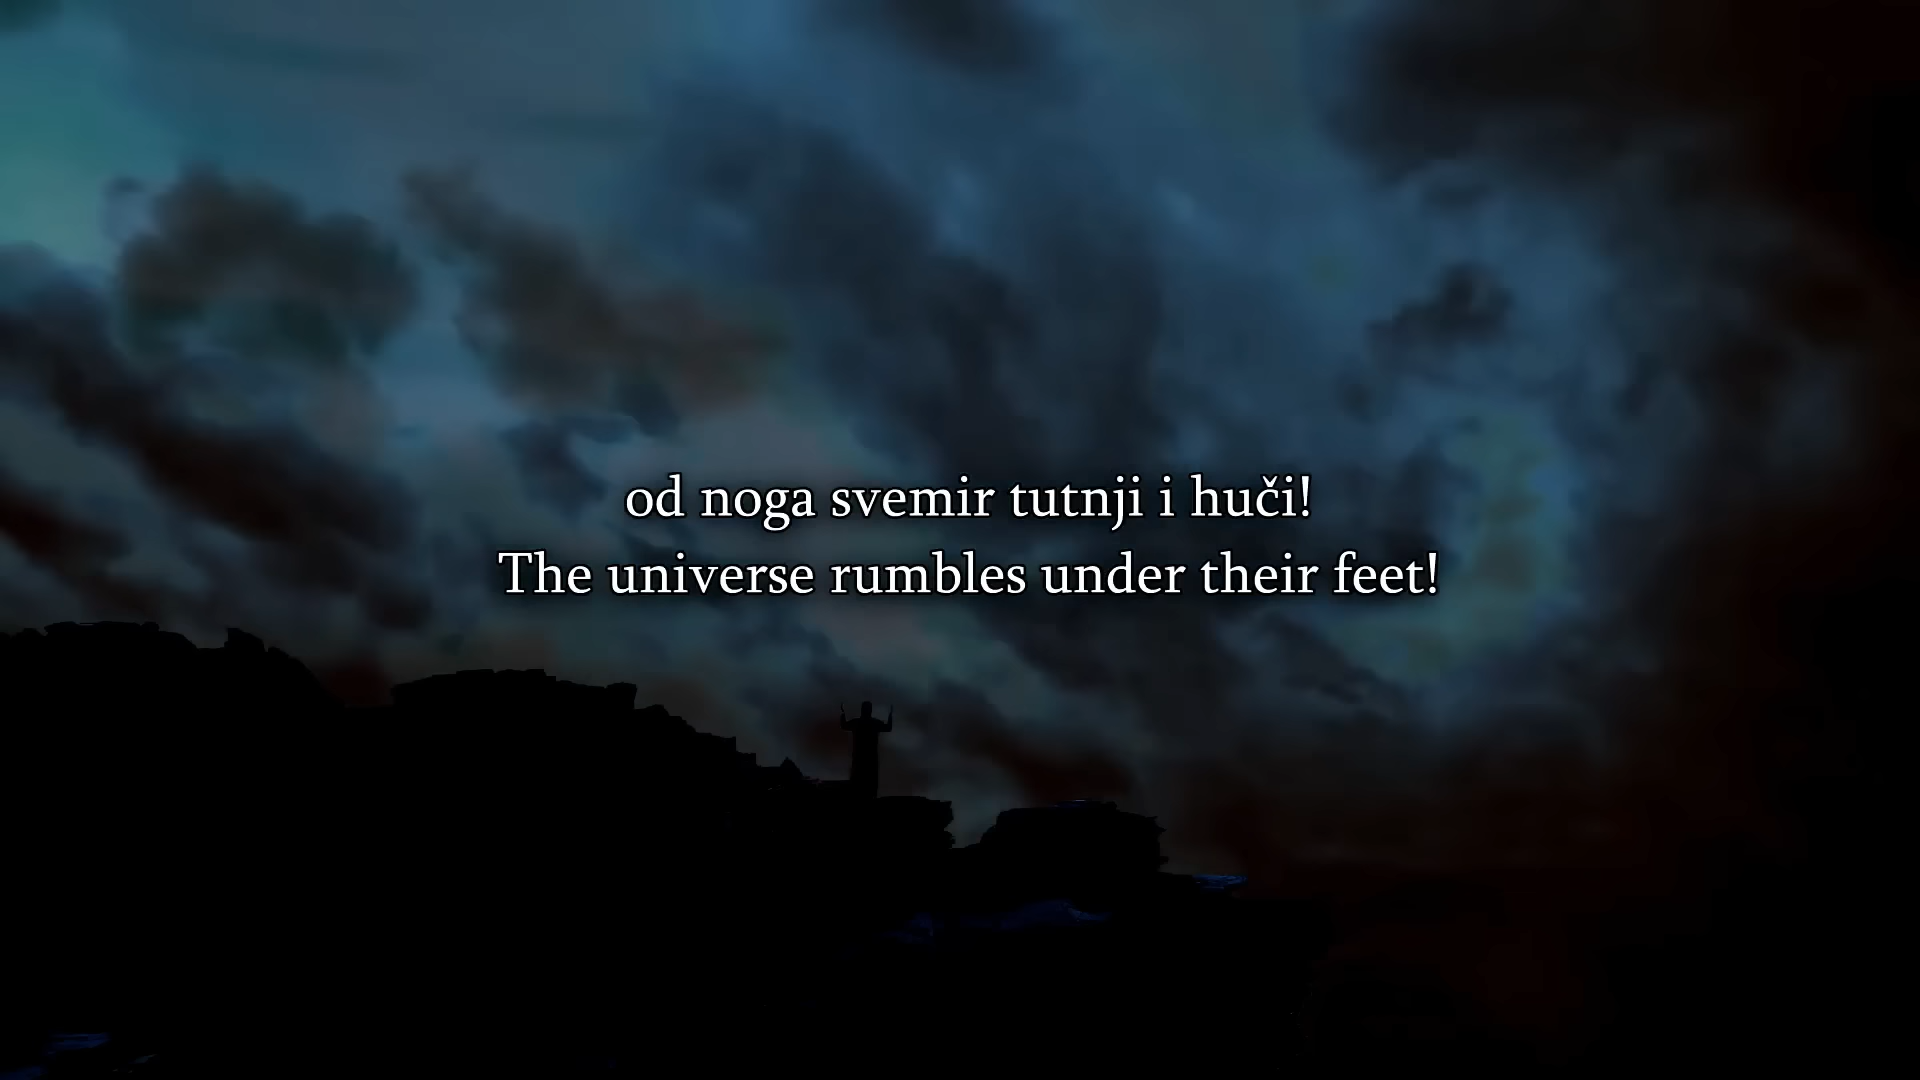 od noga svemir tutnji i huči!
The universe rumbles under their feet!